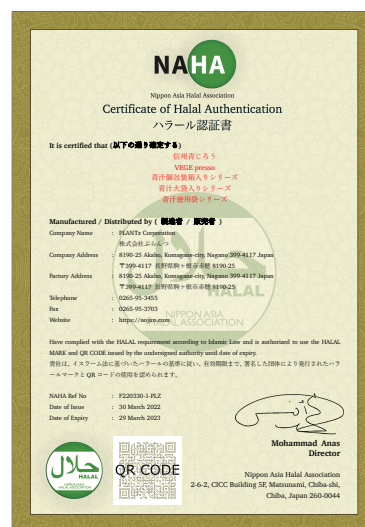 NAHA
Nippon Asia Halal Association
Certificate of Halal Authentication
ハラール認証書
It is certified that (以下の通り確定する)
信州青じろう
VEGE presso
青汁個包装箱入りシリーズ
青汁大袋入りシリーズ
青汁徳用袋シリーズ
Manufactured / Distributed by ( 製造者 / 販売者 )
Company Name : PLANTx Corporation
株式会社ぷらんつ
Company Address : 8190-25 Akaho, Komagane-city, Nagano 399-4117 Japan
〒399-4117 長野県駒ヶ根市赤穂 8190-25
Factory Address : 8190-25 Akaho, Komagane-city, Nagano 399-4117 Japan
〒399-4117 長野県駒ヶ根市赤穂 8190-25
Telephone : 0265-95-3455
Fax : 0265-95-3703
Website : https://aojiro.com
Have complied with the HALAL requirement according to Islamic Law and is authorized to use the HALAL
MARK and QR CODE issued by the undersigned authority until date of expiry.
貴社は、イスラーム法に基づいたハラールの基準に従い、有効期限まで、署名した団体により発行されたハラ
ールマークと QR コードの使用を認められます。
NAHA Ref No : F220330-1-PLZ
Date of Issue : 30 March 2022
Date of Expiry : 29 March 2023
Mohammad Anas
Director
حلال
HALAL
NIPPON ASIA
HALAL ASSOCIATION
QR CODE
Nippon Asia Halal Association
2-6-2, CICC Building 5F, Matsunami, Chiba-shi,
Chiba, Japan 260-0044
HALAL
NIPPON ASIA
HALAL ASSOCIATION